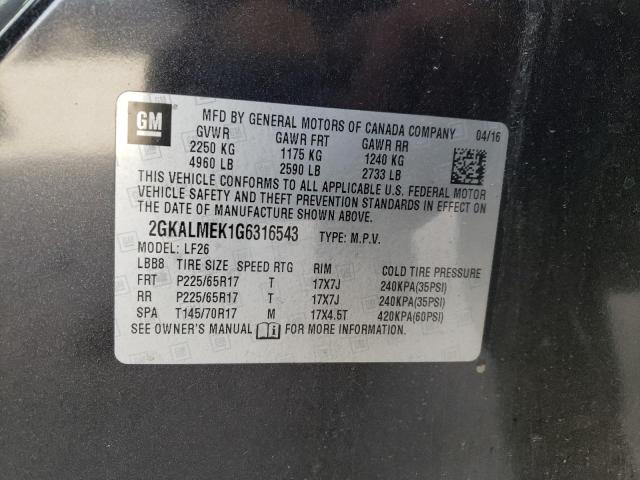 GM
MFD BY GENERAL MOTORS OF CANADA COMPANY 04/16
GVWR GAWR FRT GAWR RR
2250 KG 1175 KG 1240 KG
4960 LB 2590 LB 2733 LB
THIS VEHICLE CONFORMS TO ALL APPLICABLE U.S. FEDERAL MOTOR
VEHICLE SAFETY AND THEFT PREVENTION STANDARDS IN EFFECT ON
THE DATE OF MANUFACTURE SHOWN ABOVE.
2GKALMEK1G6316543 TYPE: M.P.V.
MODEL: LF26
LBB8 TIRE SIZE SPEED RTG RIM COLD TIRE PRESSURE
FRT P225/65R17 T 17X7J 240KPA(35PSI)
RR P225/65R17 T 17X7J 240KPA(35PSI)
SPA T145/70R17 M 17X4.5T 420KPA(60PSI)
SEE OWNER'S MANUAL FOR MORE INFORMATION.